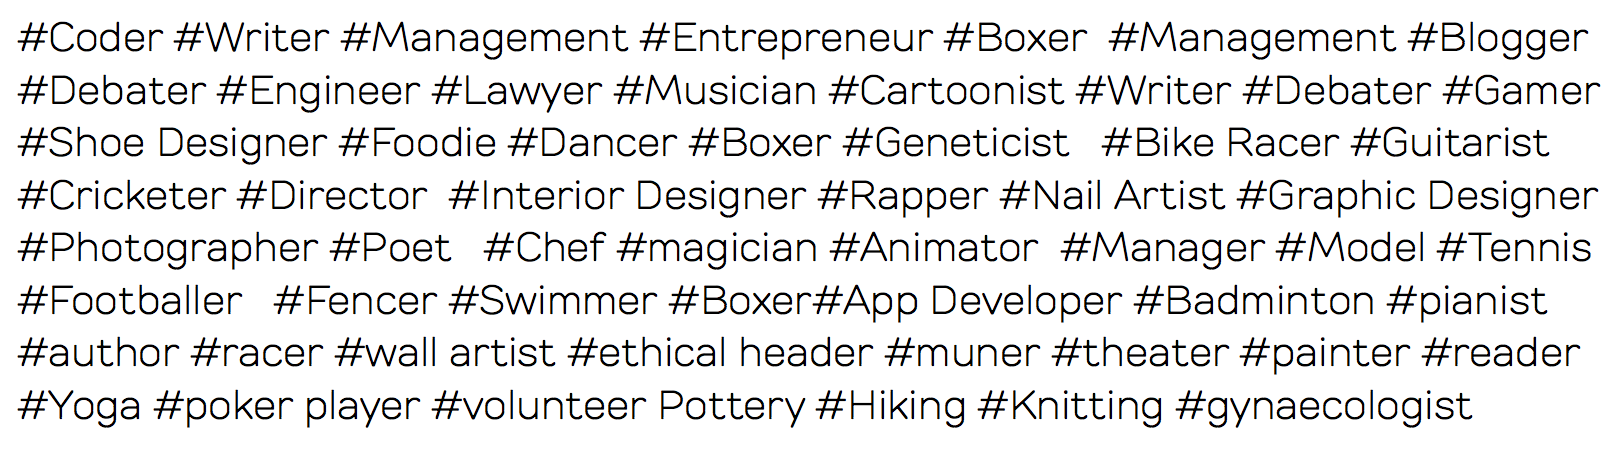 #Coder #Writer #Management #Entrepreneur #Boxer #Management #Blogger
#Debater #Engineer #Lawyer #Musician #Cartoonist #Writer #Debater #Gamer
#Shoe Designer #Foodie #Dancer #Boxer #Geneticist #Bike Racer #Guitarist
#Cricketer #Director #Interior Designer #Rapper #Nail Artist #Graphic Designer
#Photographer #Poet #Chef #magician #Animator #Manager #Model #Tennis
#Footballer #Fencer #Swimmer #Boxer#App Developer #Badminton #pianist
#author #racer #wall artist #ethical header #muner #theater #painter #reader
#Yoga #poker player #volunteer Pottery #Hiking #Knitting #gynaecologist